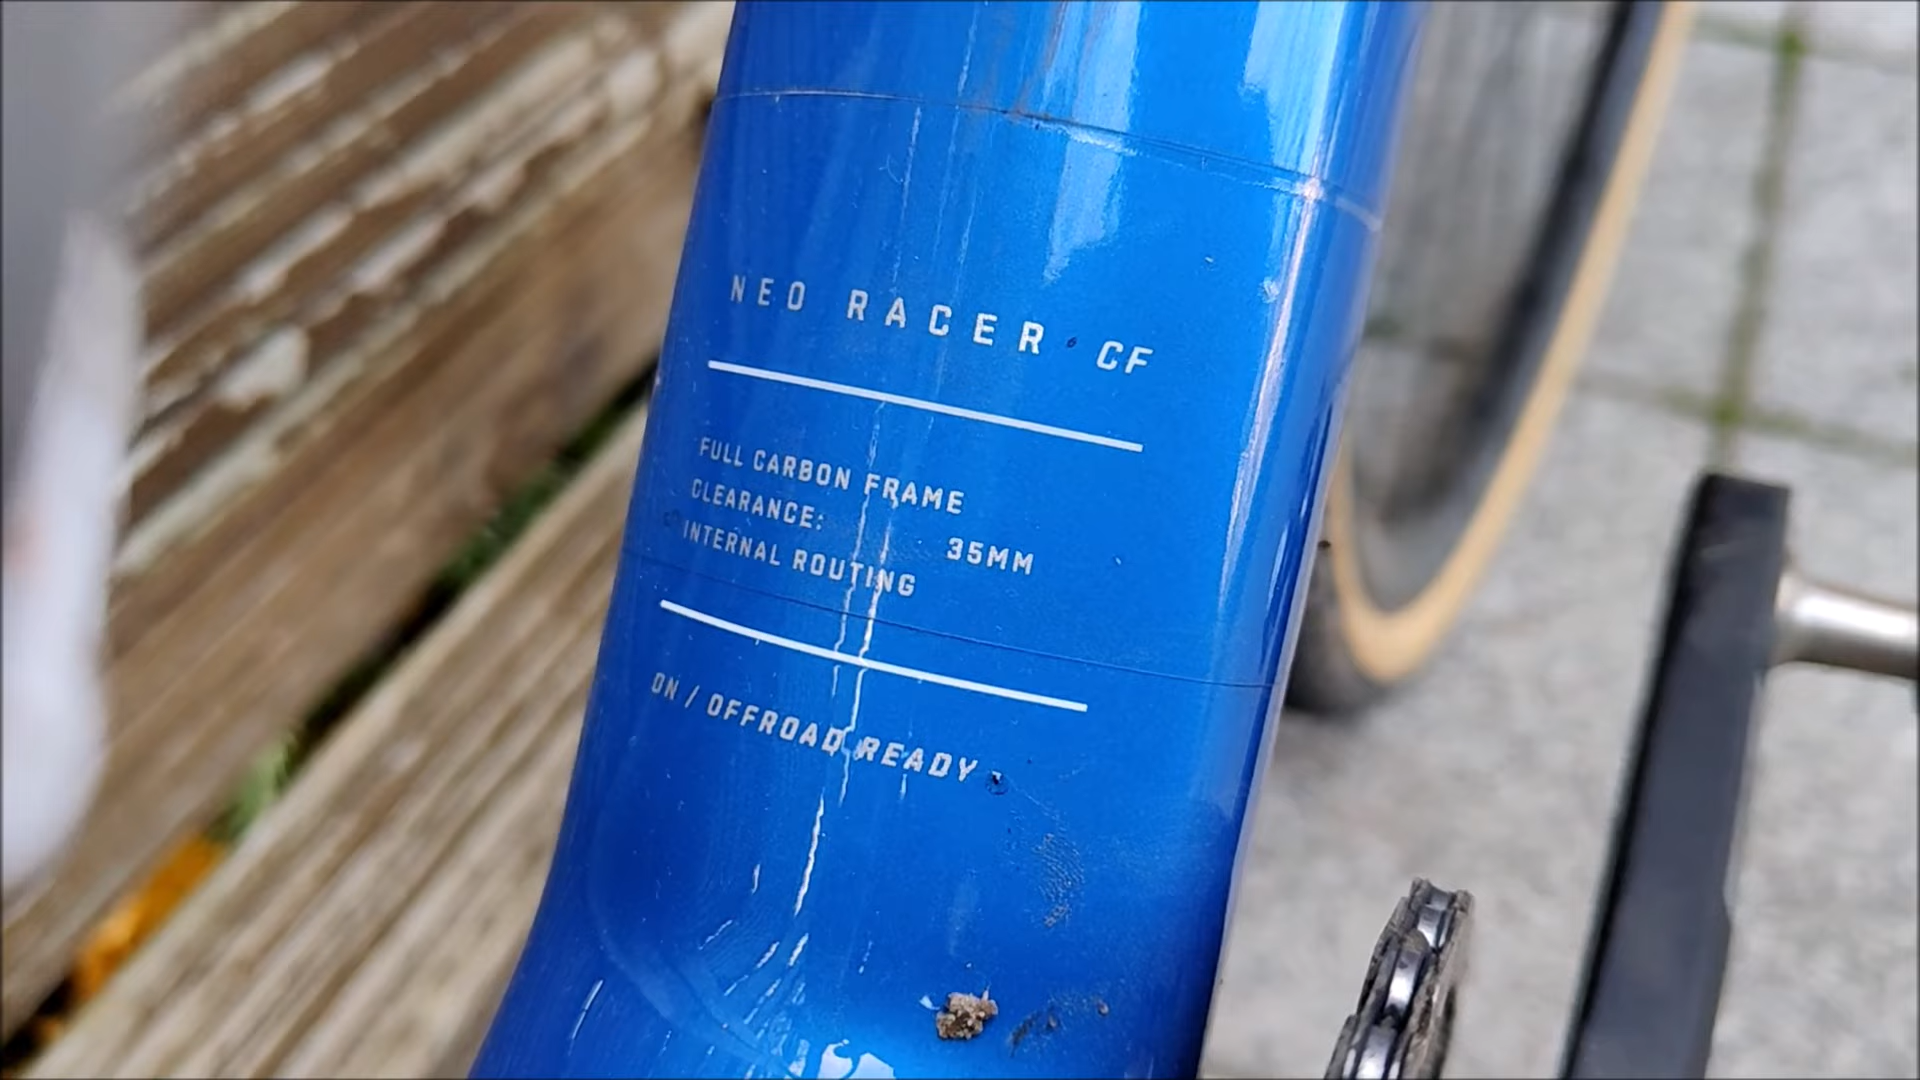 NEO RACER CF
FULL CARBON FRAME
CLEARANCE: 35MM
INTERNAL ROUTING
ON / OFFROAD READY